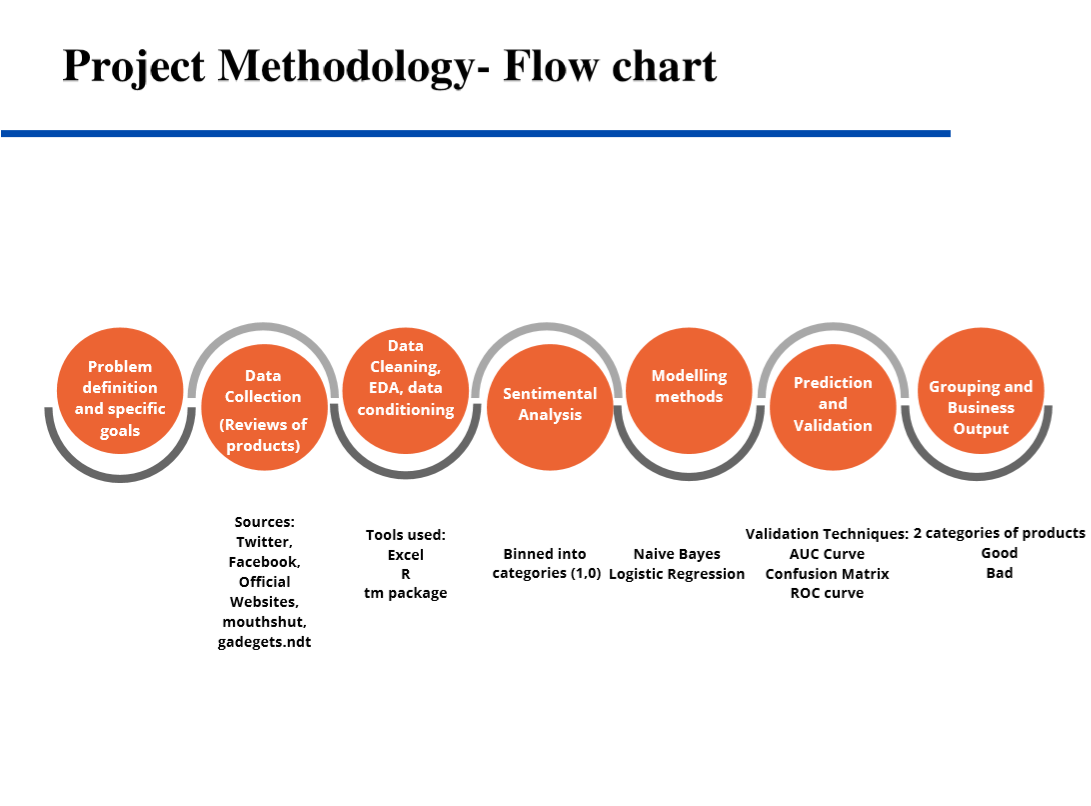 Project Methodology- Flow chart
Problem
definition
and specific
goals
Data
Collection
(Reviews of
products)
Data
Cleaning,
EDA, data
conditioning
Sentimental
Analysis
Modelling
methods
Prediction
and
Validation
Grouping and
Business
Output
Sources:
Twitter,
Facebook,
Official
Websites,
mouthshut,
gadegets.ndt
Tools used:
Excel
R
tm package
Binned into
categories (1,0)
Naive Bayes
Logistic Regression
Validation Techniques:
AUC Curve
Confusion Matrix
ROC curve
2 categories of products
Good
Bad